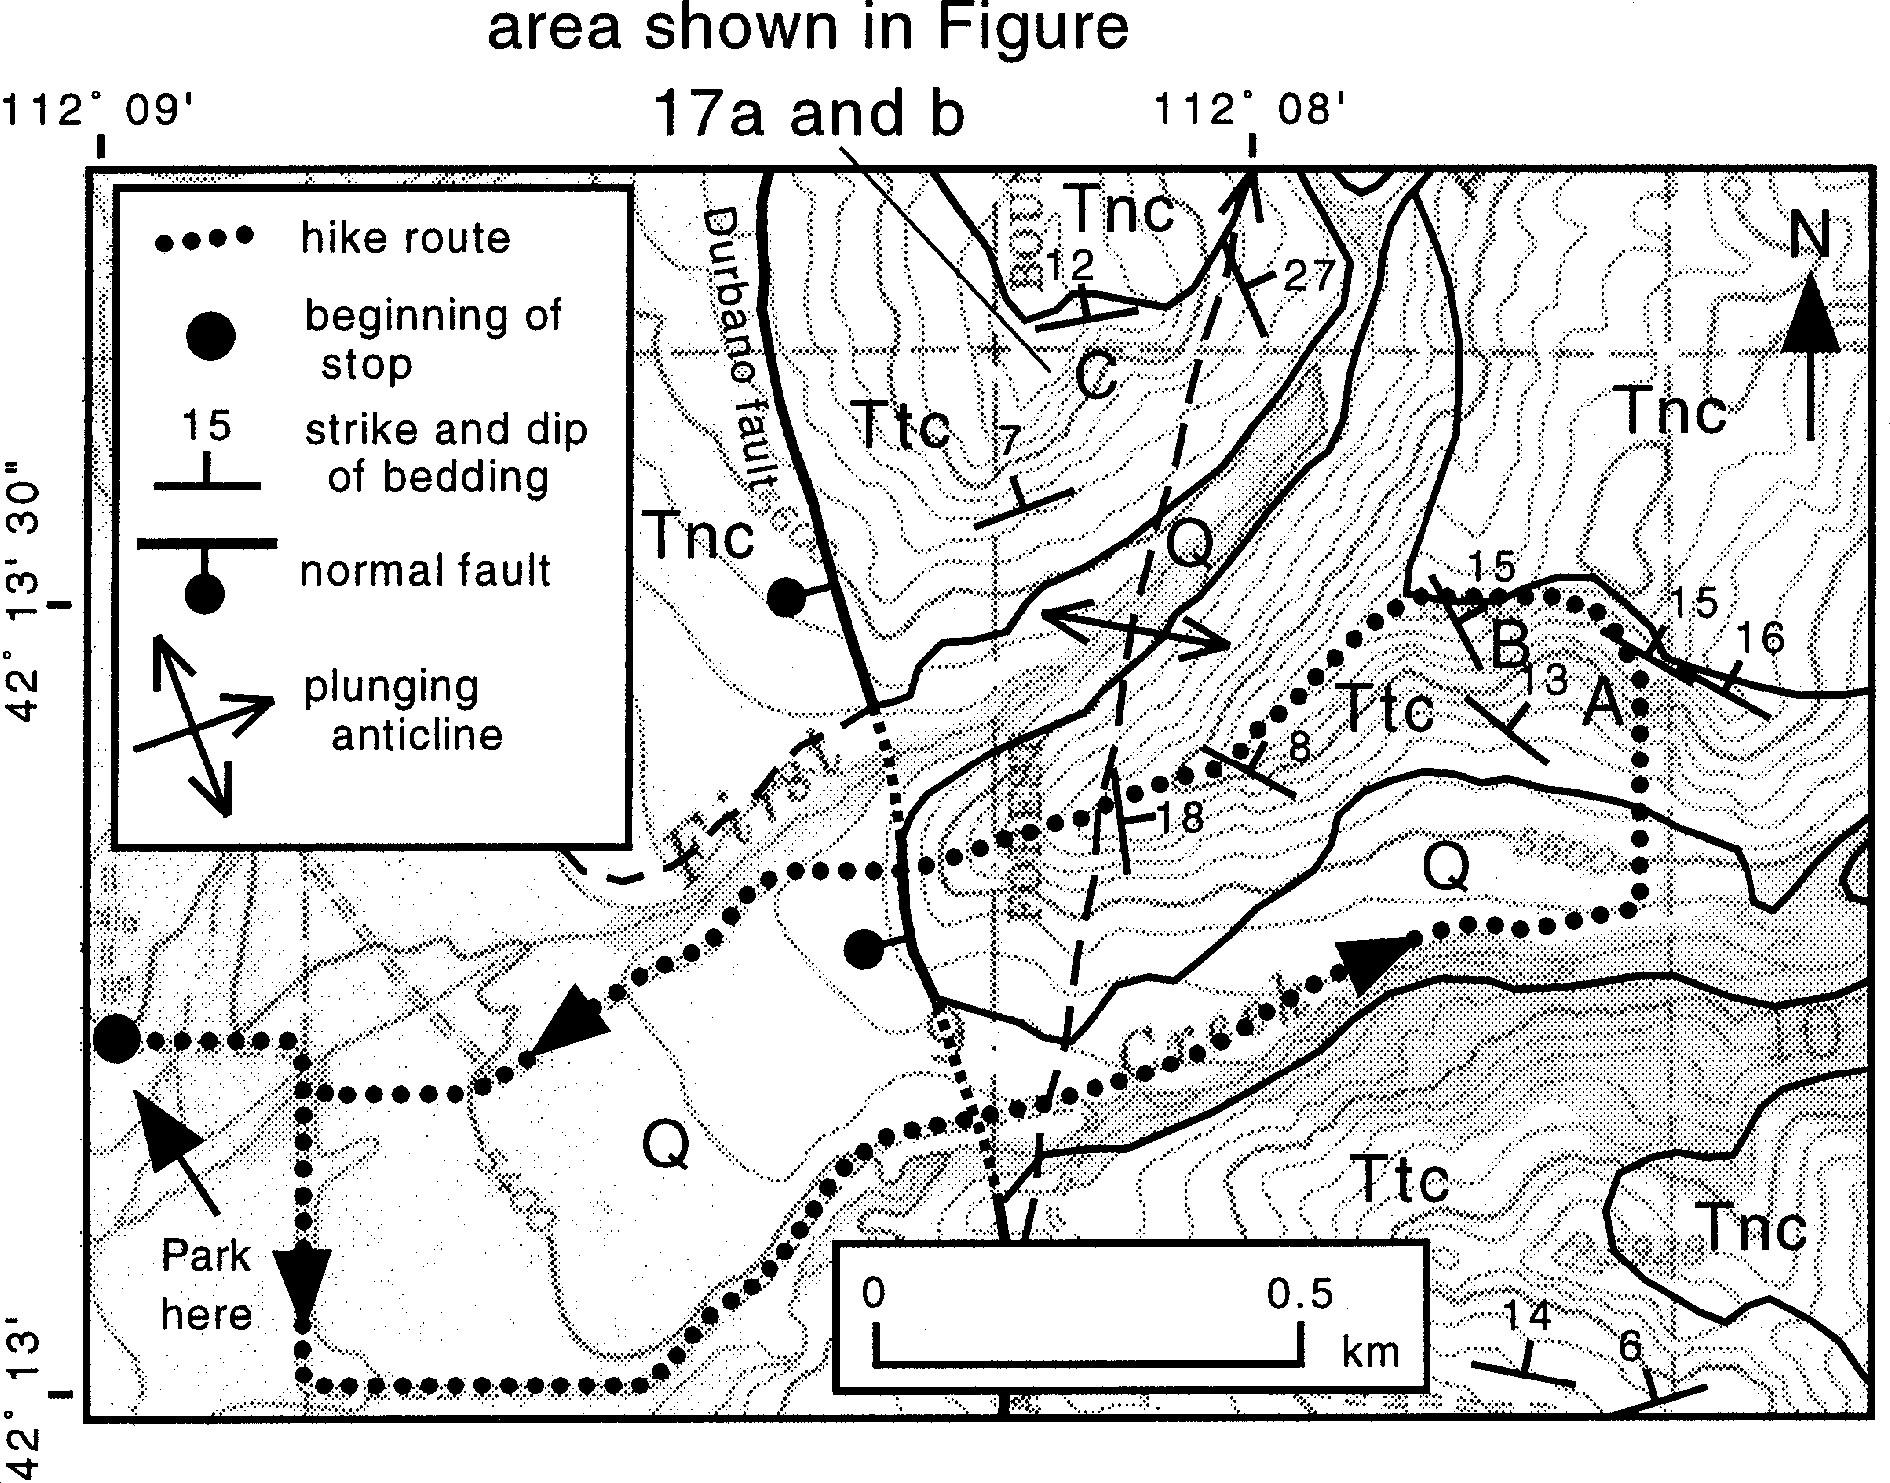 area shown in Figure
17a and b
112° 09'
112° 08'
hike route
beginning of
stop
15
strike and dip
of bedding
normal fault
plunging
anticline
Durbano fault
Tnc
12
27
N
C
Ttc
7
Tnc
Tnc
Q
15
15
B
16
13
A
Ttc
8
18
First
Q
Creek
Q
Park
here
Ttc
Tnc
0
0.5
km
14
6
42° 13' 30"
42° 13'